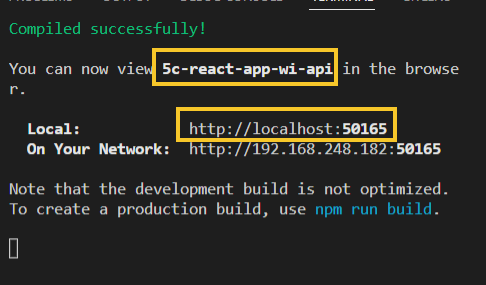 Compiled successfully!
You can now view 5c-react-app-wi-api in the browse
r.
Local: http://localhost:50165
On Your Network: http://192.168.248.182:50165
Note that the development build is not optimized.
To create a production build, use npm run build.